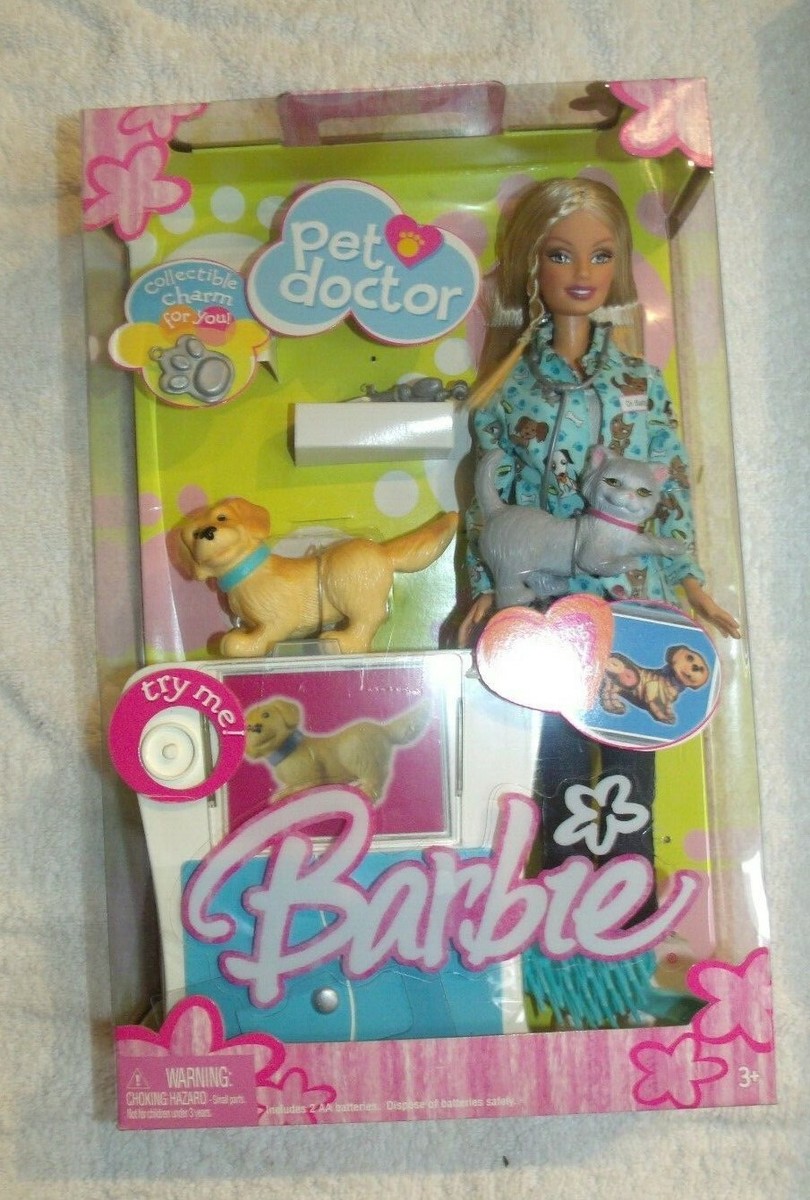 pet
doctor
collectible
charm
for you!
try me!
Barbie
WARNING:
CHOKING HAZARD - Small parts.
Not for children under 3 years.
Includes 2 AA batteries. Dispose of batteries safely.
3+